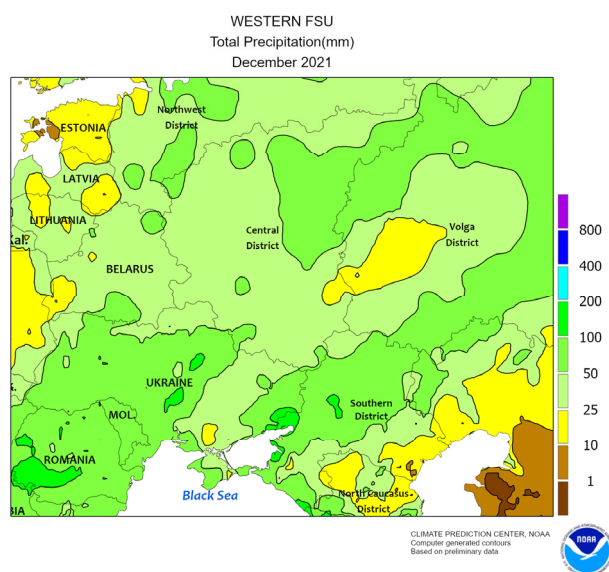 WESTERN FSU
Total Precipitation(mm)
December 2021
Northwest
District
ESTONIA
LATVIA
LITHUANIA
Kal.
Central
District
Volga
District
BELARUS
UKRAINE
Southern
District
MOL.
ROMANIA
Black Sea
North Caucasus
District
BIA
800
400
200
100
50
25
10
1
CLIMATE PREDICTION CENTER, NOAA
Computer generated contours
Based on preliminary data
NOAA